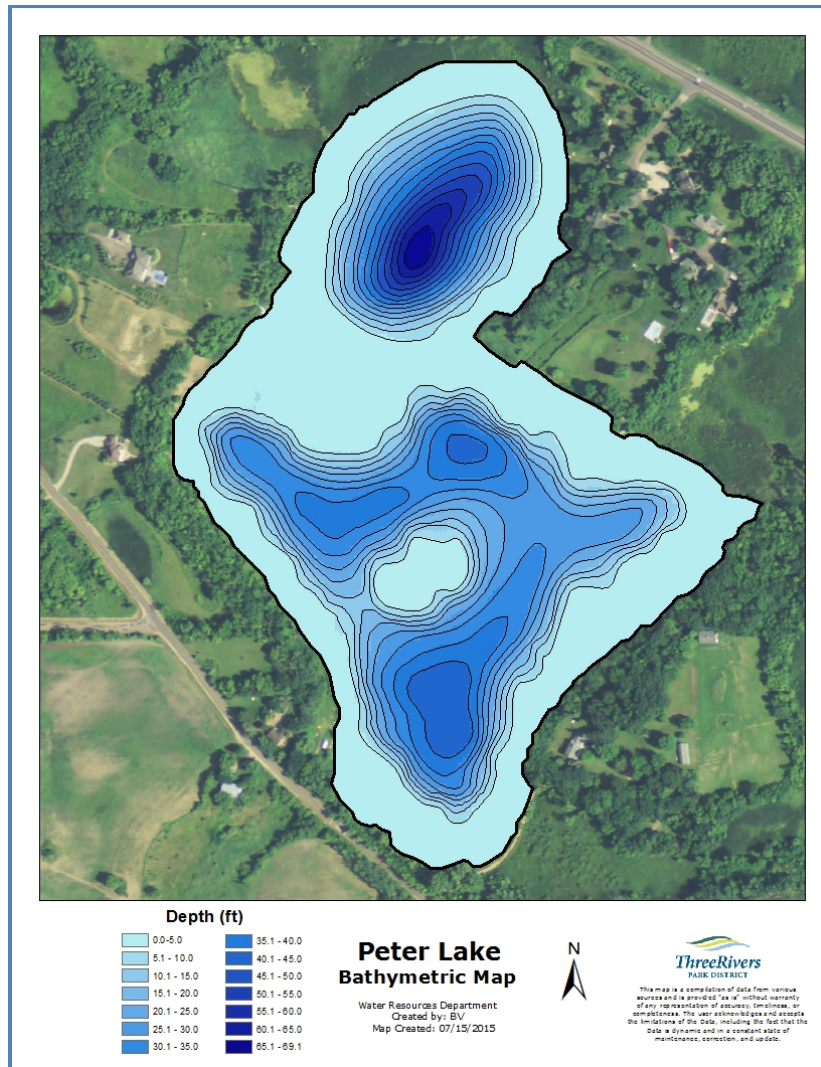 Depth (ft)
0.0-5.0
5.1 - 10.0
10.1 - 15.0
15.1 - 20.0
20.1 - 25.0
25.1 - 30.0
30.1 - 35.0
35.1 - 40.0
40.1 - 45.0
45.1 - 50.0
50.1 - 55.0
55.1 - 60.0
60.1 - 65.0
65.1 - 69.1
Peter Lake
Bathymetric Map
Water Resources Department
Created by: BV
Map Created: 07/15/2015
N
ThreeRivers
PARK DISTRICT
This map is a compilation of data from various
sources and is provided "as is" without warranty
of any representation of accuracy, timeliness, or
completeness. The user acknowledges and accepts
the limitations of the Data, including the fact that the
Data is dynamic and in a constant state of
maintenance, correction, and update.